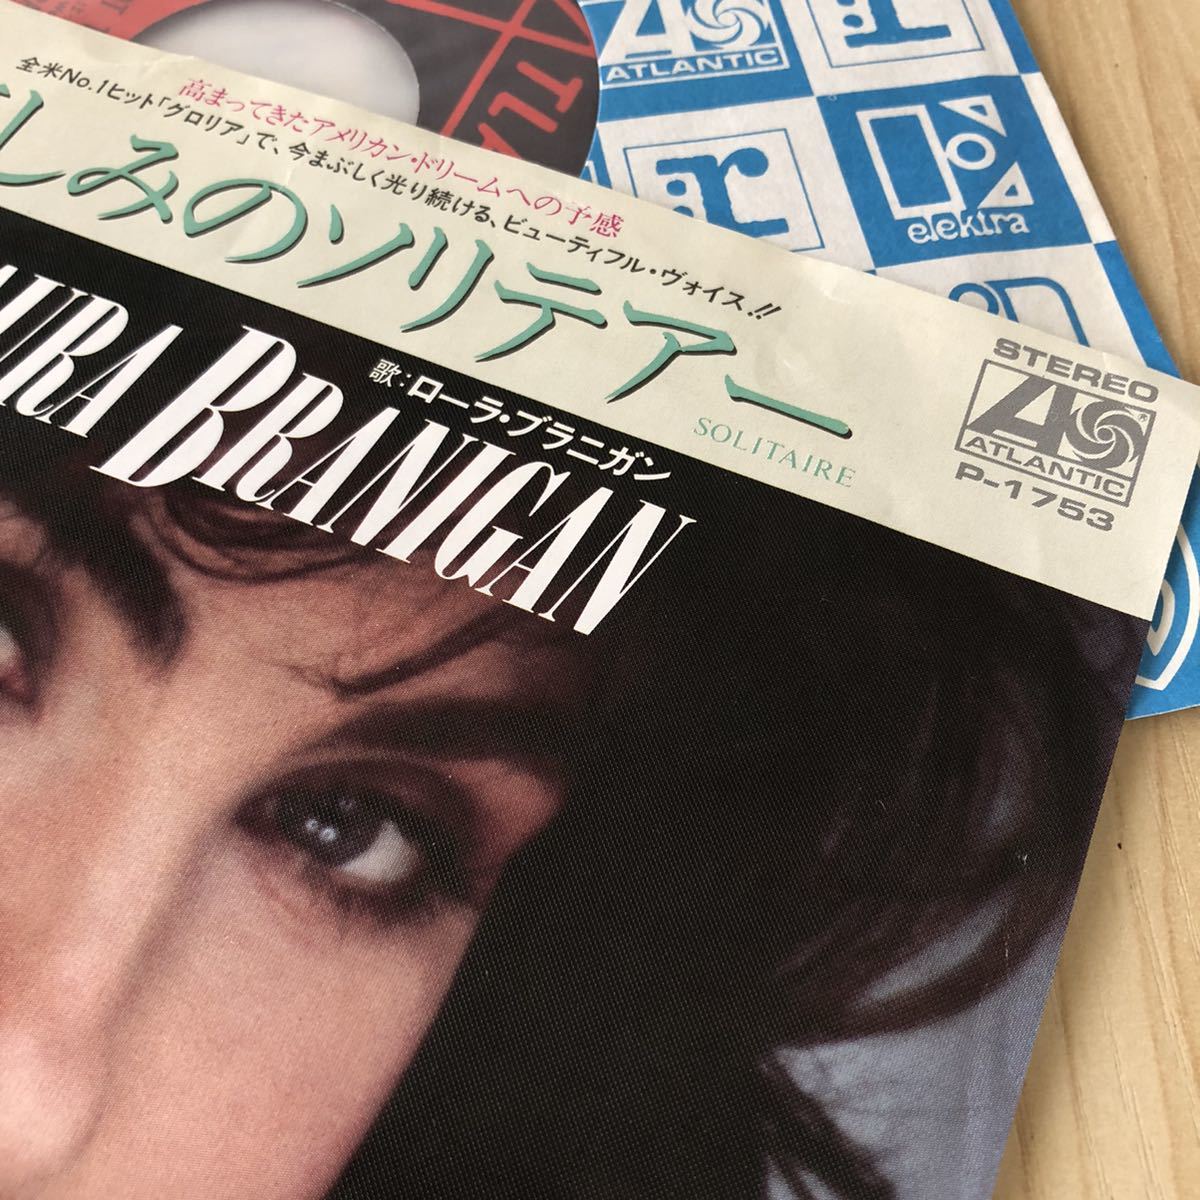 ATLANTIC
r
elektra
高まってきたアメリカン・ドリームへの予感
全米No.1ヒット「グロリア」で、今まぶしく光り続ける、ビューティフル・ヴォイス!!
しみのソリテアー
SOLITAIRE
歌:ローラ・ブラニガン
URA BRANIGAN
STEREO
ATLANTIC
P-1753